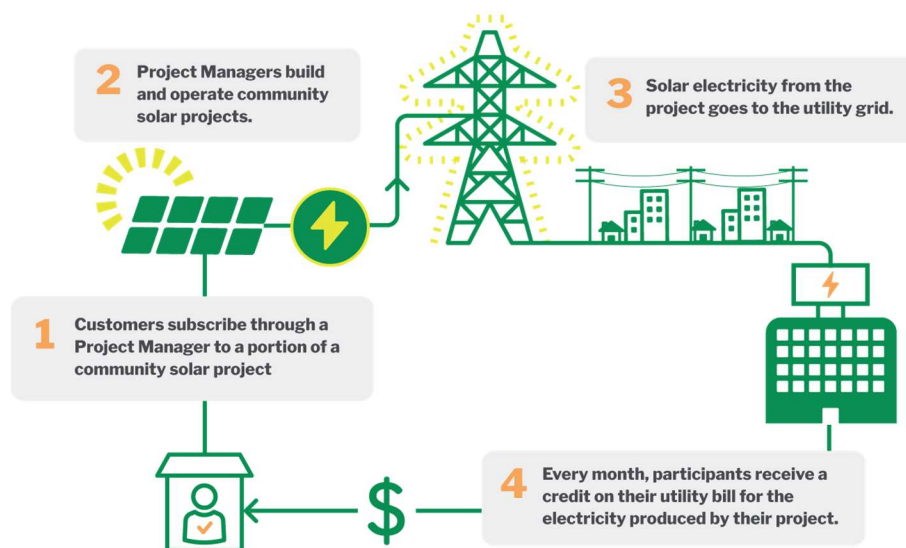 2
Project Managers build
and operate community
solar projects.
3
Solar electricity from the
project goes to the utility grid.
1
Customers subscribe through a
Project Manager to a portion of a
community solar project
4
Every month, participants receive a
credit on their utility bill for the
electricity produced by their project.
$